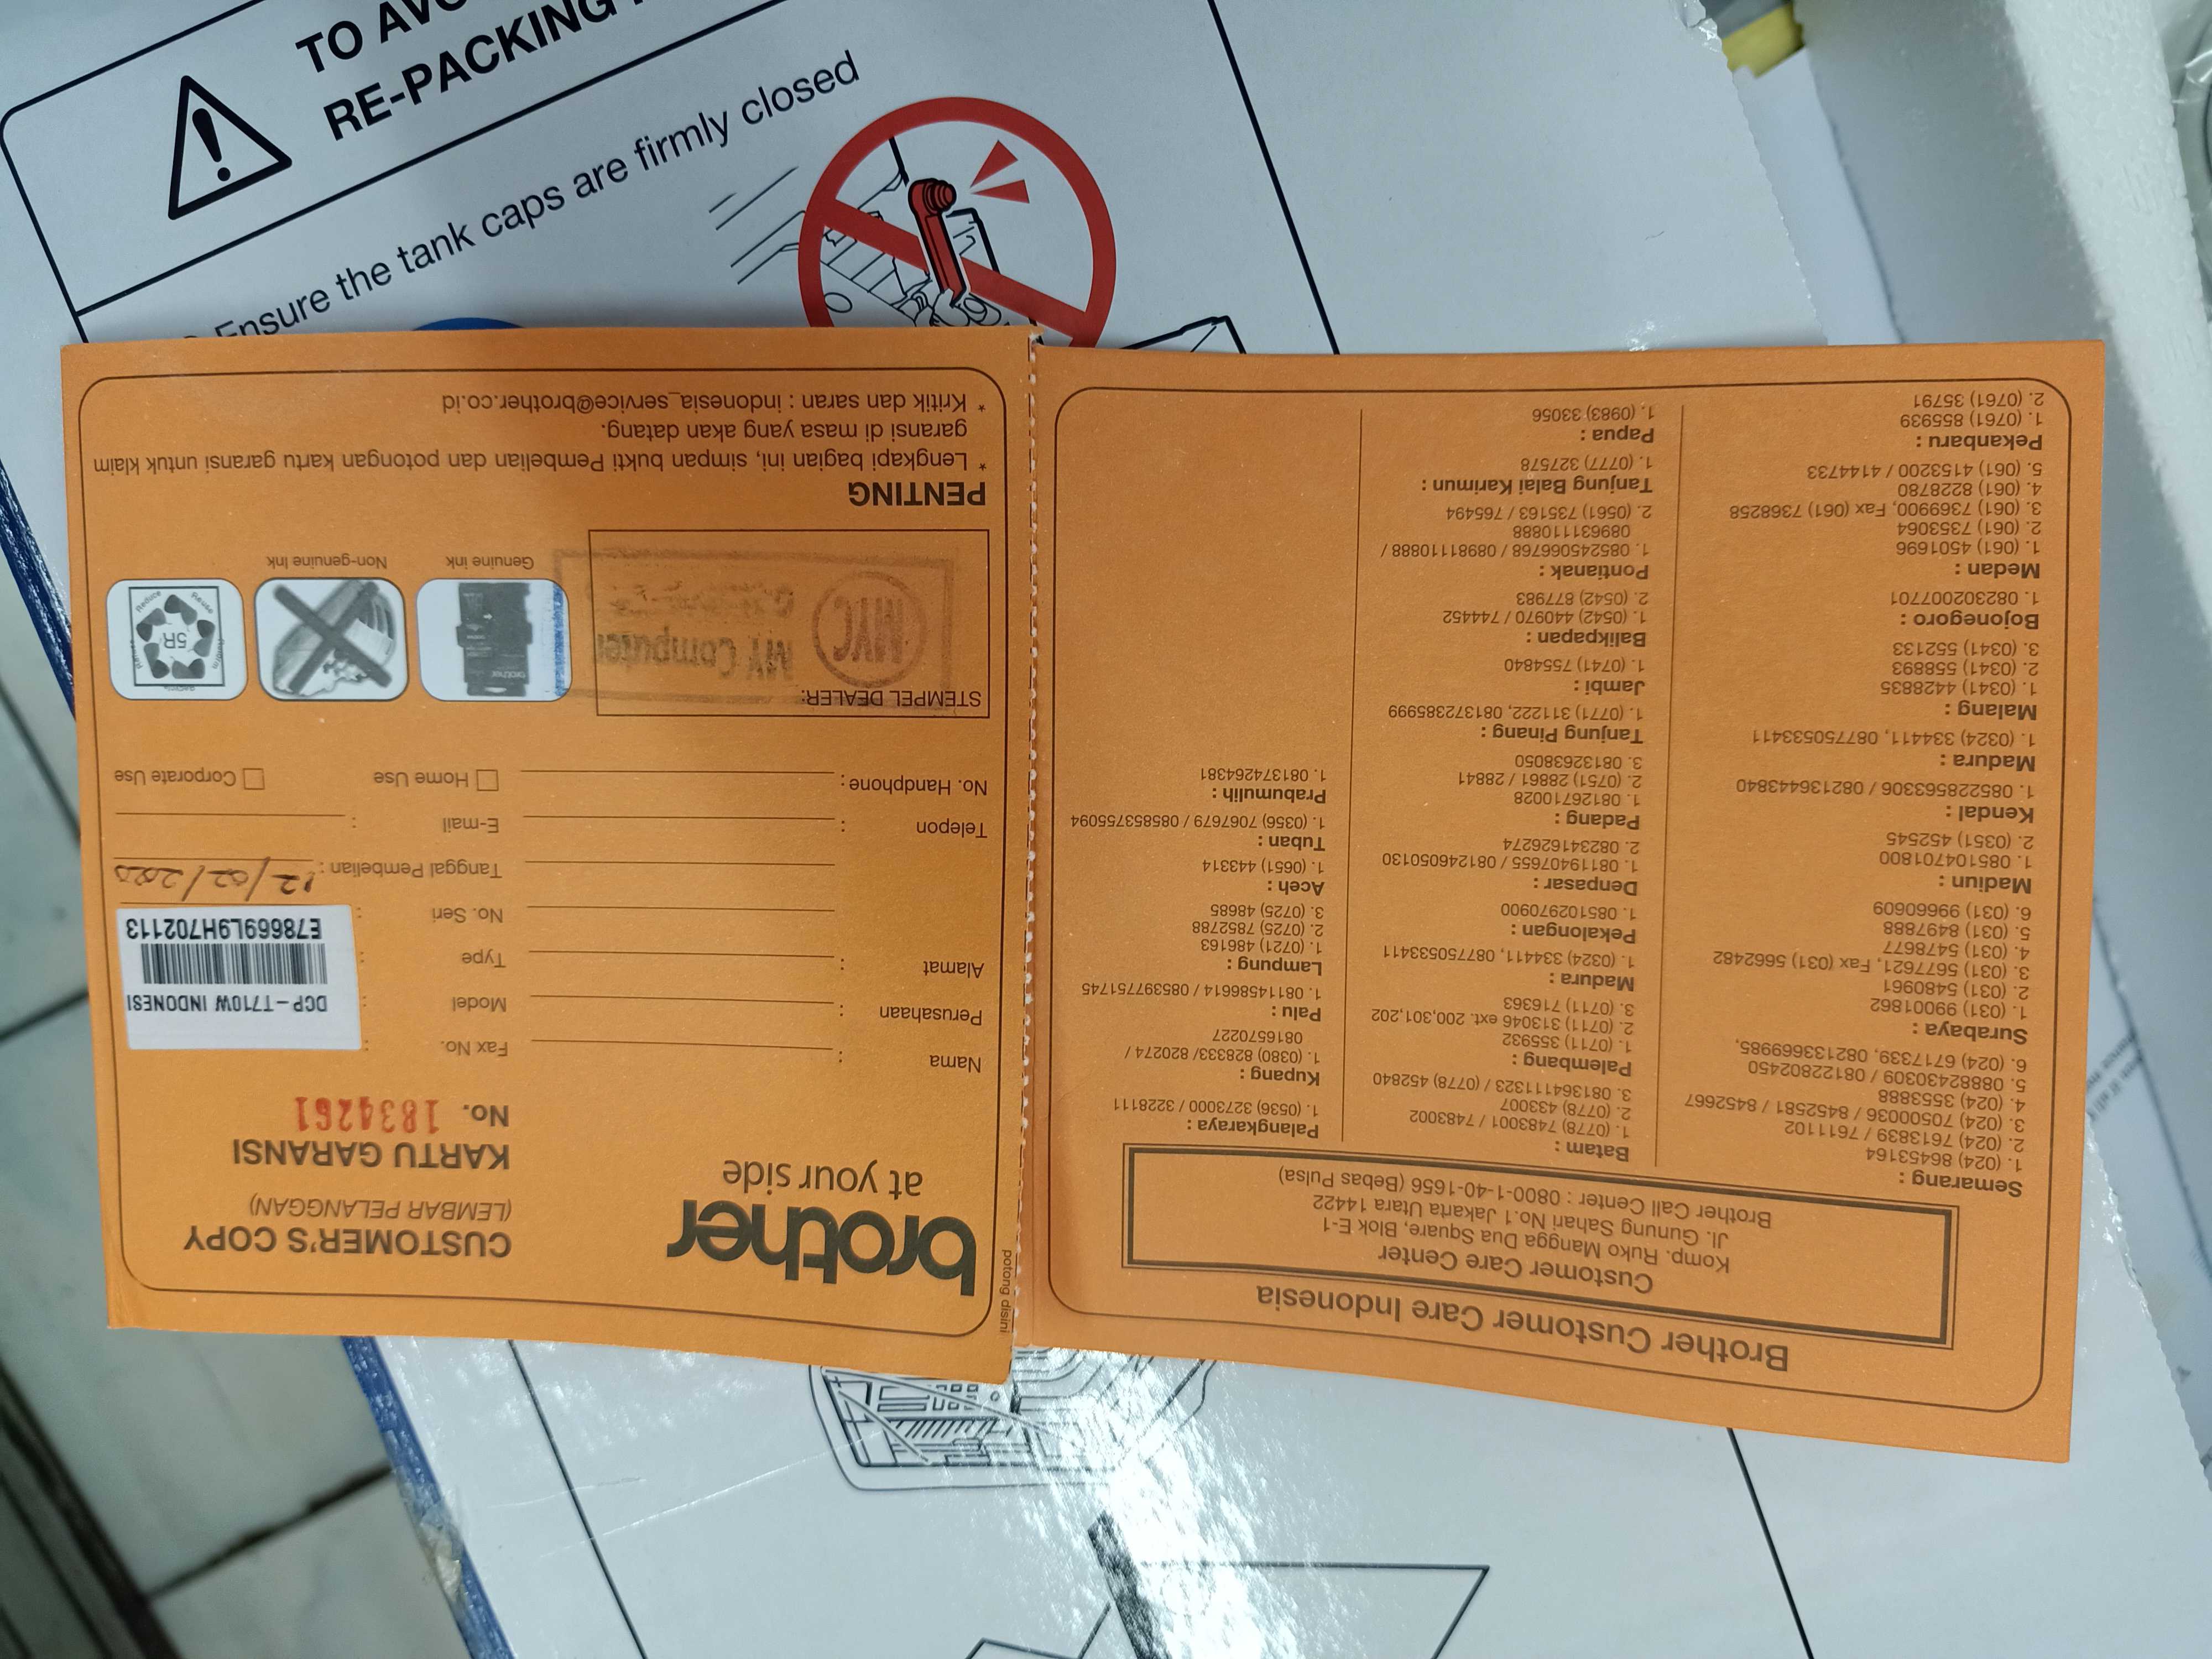 TO AVO
RE-PACKING
Ensure the tank caps are firmly closed
Brother Customer Care Indonesia
Customer Care Center
Komp. Ruko Mangga Dua Square, Blok E-1
Jl. Gunung Sahari No.1 Jakarta Utara 14422
Brother Call Center : 0800-1-40-1656 (Bebas Pulsa)
Semarang :
1. (024) 86453164
2. (024) 7613839 / 7611102
3. (024) 70500036 / 8452581 / 8452667
4. (024) 3553888
5. 08882430309 / 08122802450
6. (024) 6717339, 082133669985,
Surabaya :
1. (031) 99001862
2. (031) 5480961
3. (031) 5677621, Fax (031) 5662482
4. (031) 5478677
5. (031) 8497888
6. (031) 99660609
Madiun :
1. 085104701800
2. (0351) 452545
Kendal :
1. 085228563306 / 082136443840
Madura :
1. (0324) 334411, 087750533411
Malang :
1. (0341) 4428835
2. (0341) 558893
3. (0341) 552133
Bojonegoro :
1. 082302007701
Medan :
1. (061) 4501696
2. (061) 7353064
3. (061) 7369900, Fax (061) 7368258
4. (061) 8228780
5. (061) 4153200 / 4144733
Pekanbaru :
1. (0761) 855939
2. (0761) 35791
Batam :
1. (0778) 7483001 / 7483002
2. (0778) 433007
3. 081364111323 / (0778) 452840
Palembang :
1. (0711) 355932
2. (0711) 313046 ext. 200,301,202
3. (0711) 716363
Madura :
1. (0324) 334411, 087750533411
Pekalongan :
1. 085102970900
Denpasar :
1. 08119407655 / 081246050130
2. 082341626274
Padang :
1. 08126710028
2. (0751) 28861 / 28841
3. 08132638050
Tanjung Pinang :
1. (0771) 311222, 081372385999
Jambi :
1. (0741) 7554840
Balikpapan :
1. (0542) 440970 / 744452
2. (0542) 877983
Pontianak :
1. 085245066768 / 08981110888 /
089631110888
2. (0561) 735163 / 765494
Tanjung Balai Karimun :
1. (0777) 327578
Papua :
1. (0983) 33056
Palangkaraya :
1. (0536) 3273000 / 3228111
Kupang :
1. (0380) 828333/ 820274 /
0816570227
Palu :
1. 08114586614 / 085397751745
Lampung :
1. (0721) 486163
2. (0725) 7852788
3. (0725) 48685
Aceh :
1. (0651) 443314
Tuban :
1. (0356) 7067679 / 085853755094
Prabumulih :
1. 081374264381
potong disini
brother
at your side
CUSTOMER'S COPY
(LEMBAR PELANGGAN)
KARTU GARANSI
No. 1834261
Nama :
Perusahaan :
Alamat :
Telepon :
No. Handphone :
Fax No. :
Model :
Type :
No. Seri :
DCP-T710W INDONESI
E78669L9H702113
Tanggal Pembelian : 12/02/2020
E-mail :
Home Use
Corporate Use
STEMPEL DEALER:
MYC
MY Computer
Genuine ink
Non-genuine Ink
brother
5R
Reduce
Reuse
PENTING
* Lengkapi bagian ini, simpan bukti Pembelian dan potongan kartu garansi untuk klaim
garansi di masa yang akan datang.
* Kritik dan saran : indonesia_service@brother.co.id